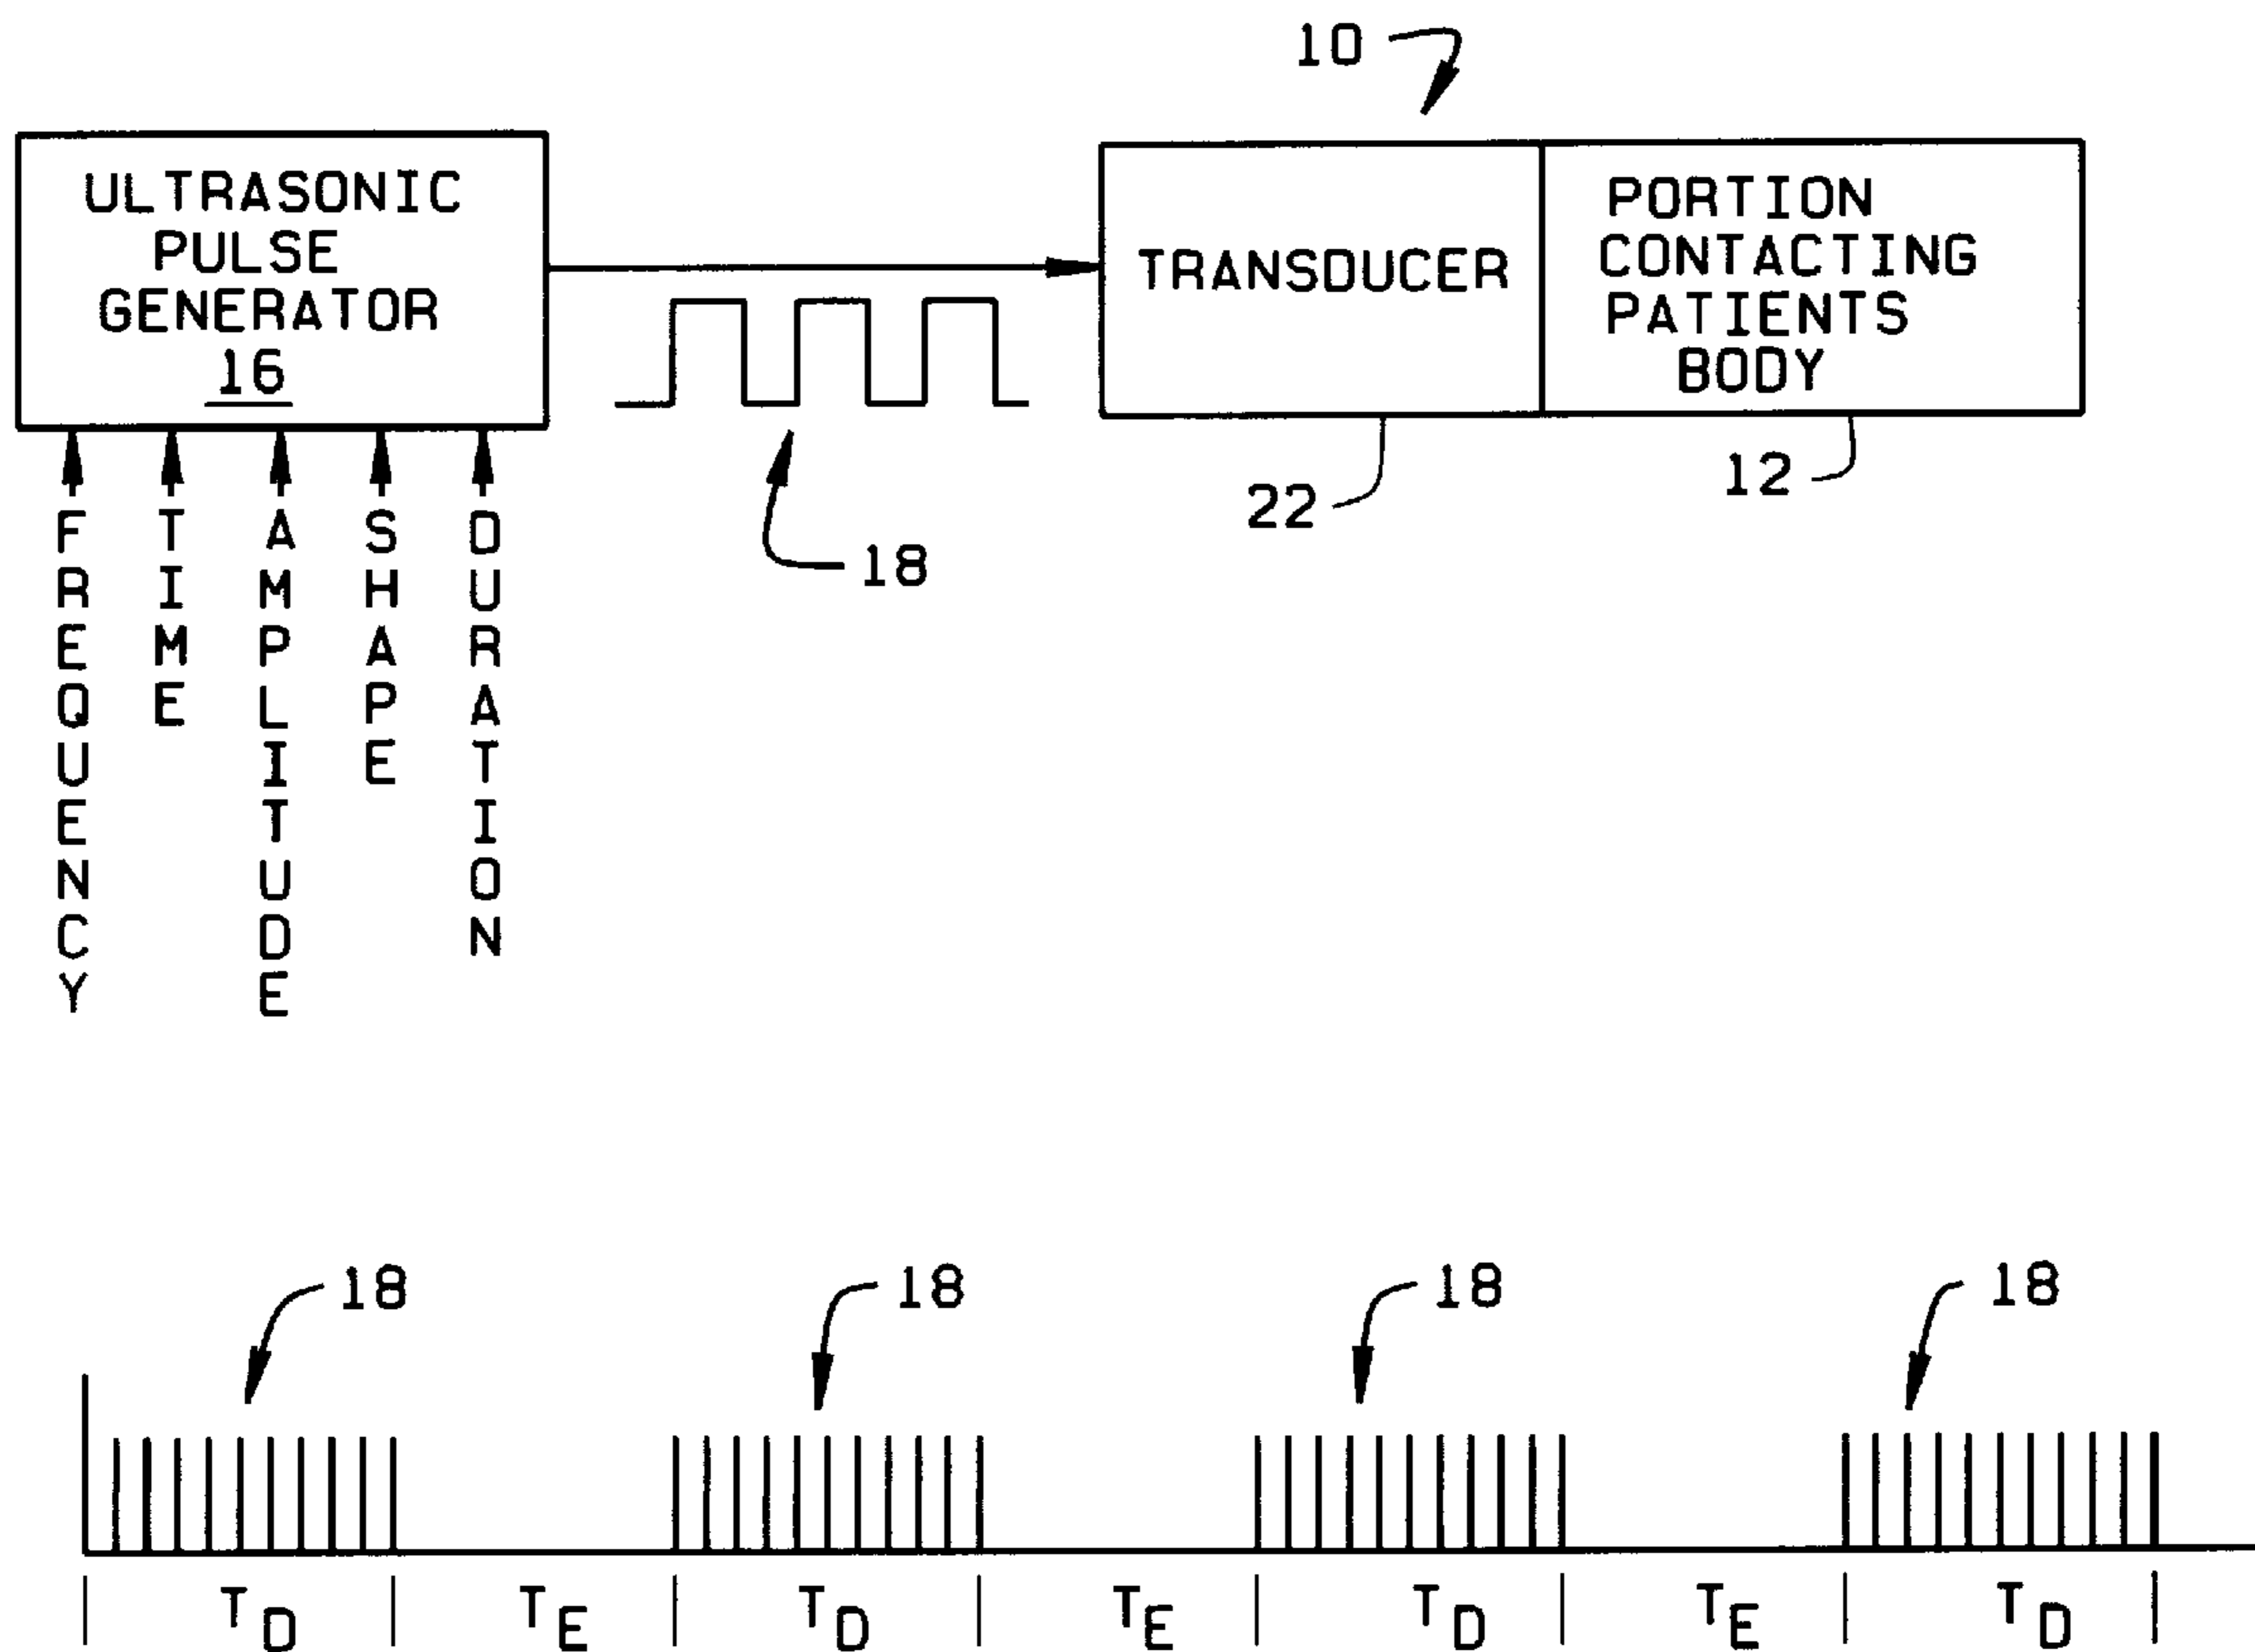 10
ULTRASONIC
PULSE
GENERATOR
16
TRANSDUCER
PORTION
CONTACTING
PATIENTS
BODY
22
12
18
FREQUENCY
TIME
AMPLITUDE
SHAPE
DURATION
18
18
18
18
TD
TE
TD
TE
TD
TE
TD